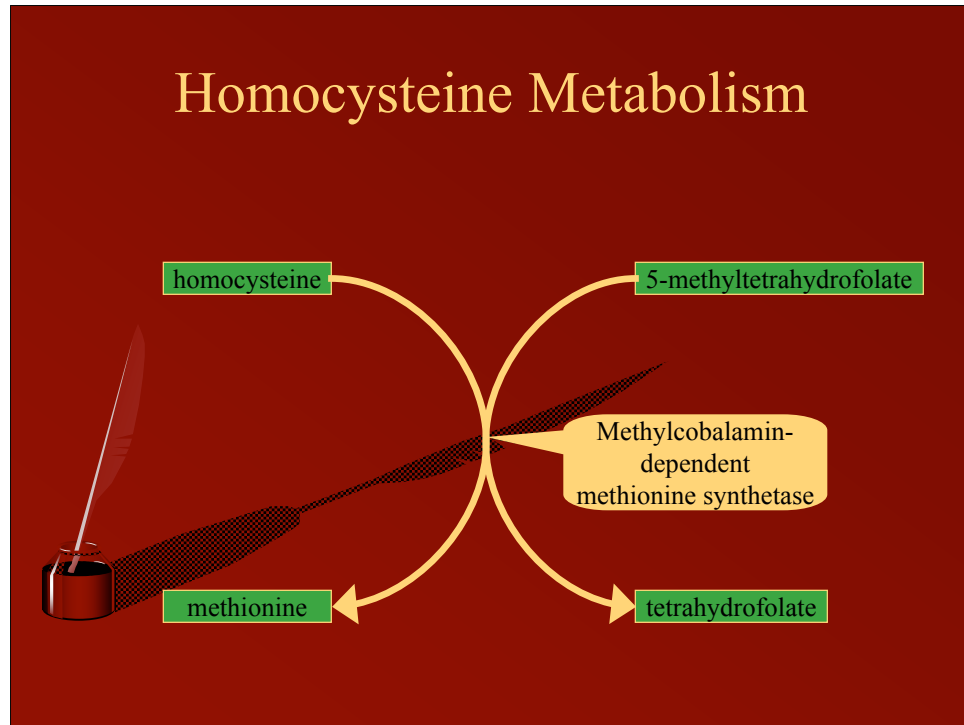 Homocysteine Metabolism
homocysteine
5-methyltetrahydrofolate
Methylcobalamin-
dependent
methionine synthetase
methionine
tetrahydrofolate